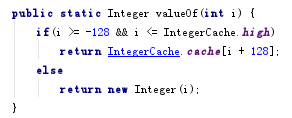 public static Integer valueOf(int i) {
    if(i >= -128 && i <= IntegerCache.high)
        return IntegerCache.cache[i + 128];
    else
        return new Integer(i);
}